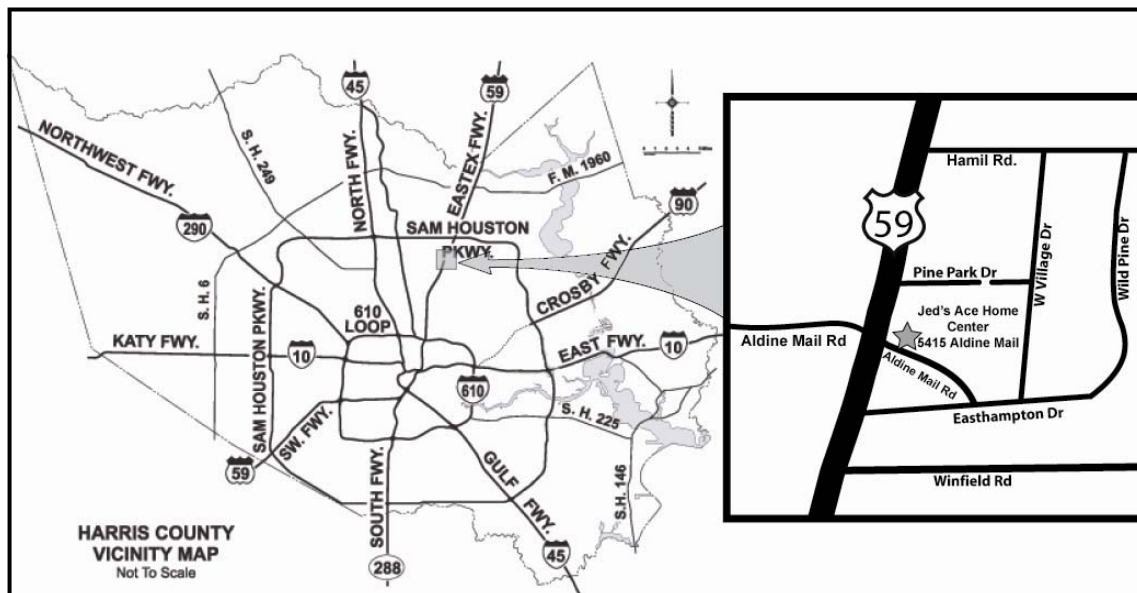 45
59
NORTHWEST FWY.
S. H. 249
NORTH FWY.
EASTEX FWY.
F. M. 1960
90
290
SAM HOUSTON
PKWY.
CROSBY FWY.
S. H. 6
SAM HOUSTON PKWY.
610
LOOP
KATY FWY.
10
EAST FWY.
10
610
S. H. 225
SW. FWY.
59
SOUTH FWY.
GULF FWY.
S.H. 146
288
45
HARRIS COUNTY
VICINITY MAP
Not To Scale
Hamil Rd.
59
W Village Dr
Wild Pine Dr
Pine Park Dr
Jed's Ace Home
Center
5415 Aldine Mail
Aldine Mail Rd
Aldine Mail Rd
Easthampton Dr
Winfield Rd